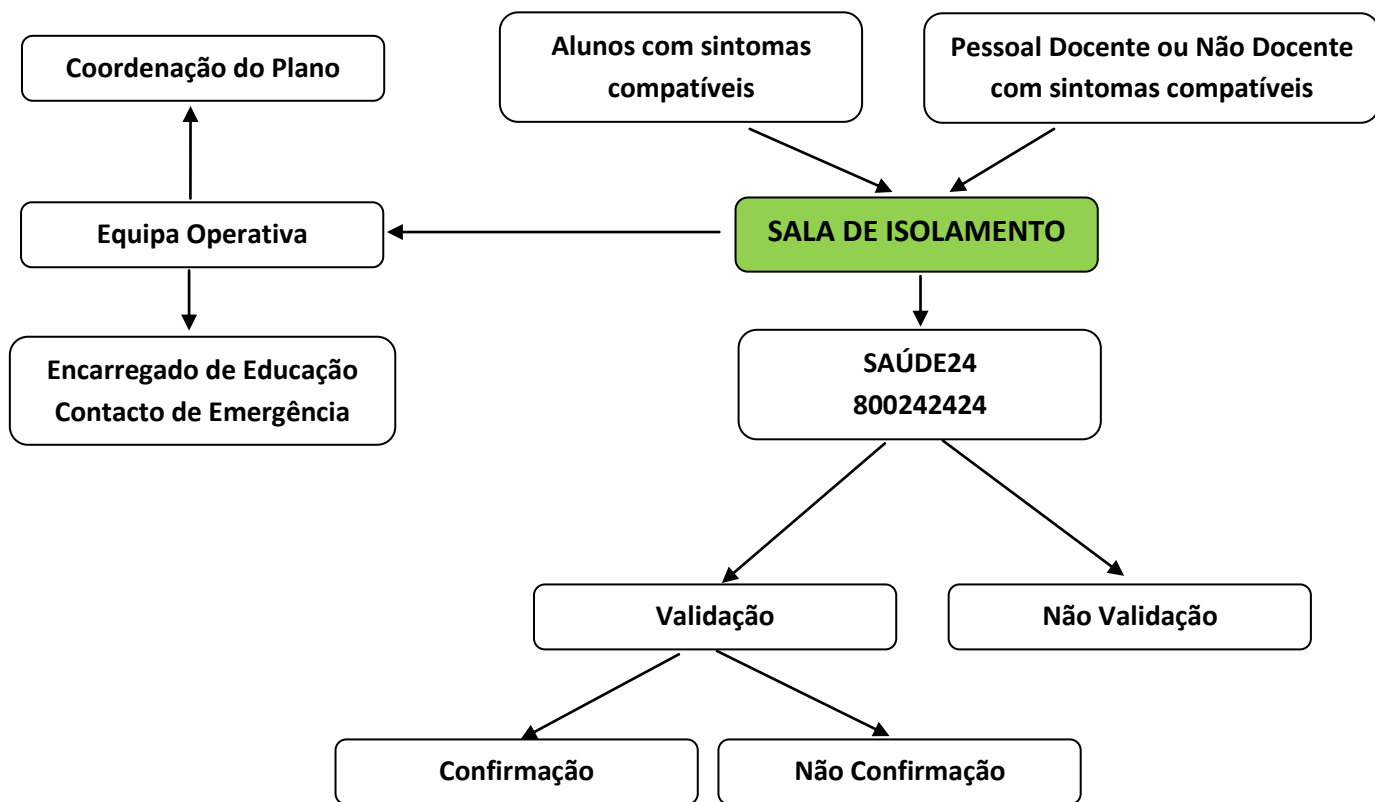 Coordenação do Plano
Alunos com sintomas
compatíveis
Pessoal Docente ou Não Docente
com sintomas compatíveis
Equipa Operativa
SALA DE ISOLAMENTO
Encarregado de Educação
Contacto de Emergência
SAÚDE24
800242424
Validação
Não Validação
Confirmação
Não Confirmação